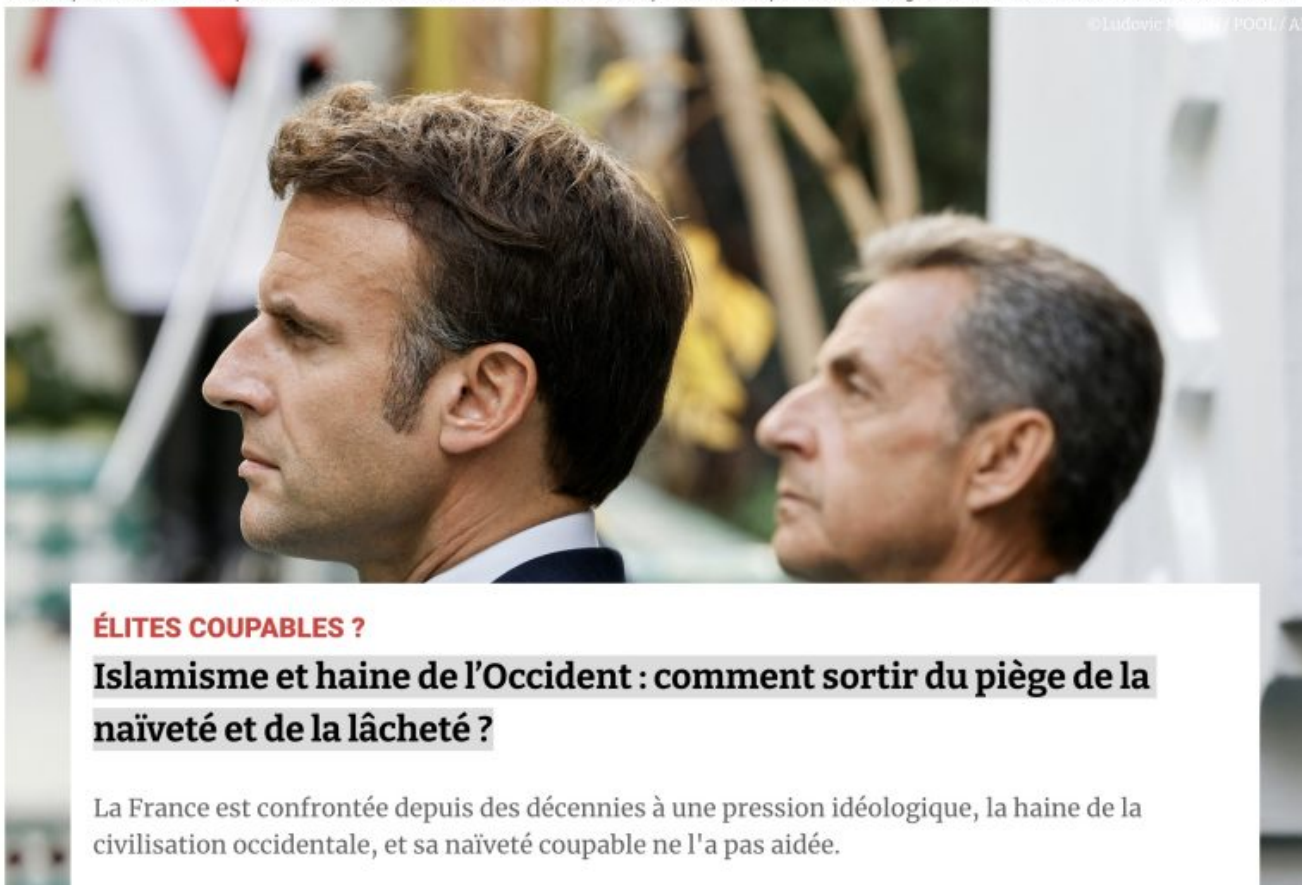 ©Ludovic / POOL / A
ÉLITES COUPABLES ?
Islamisme et haine de l’Occident : comment sortir du piège de la
naïveté et de la lâcheté ?
La France est confrontée depuis des décennies à une pression idéologique, la haine de la
civilisation occidentale, et sa naïveté coupable ne l'a pas aidée.